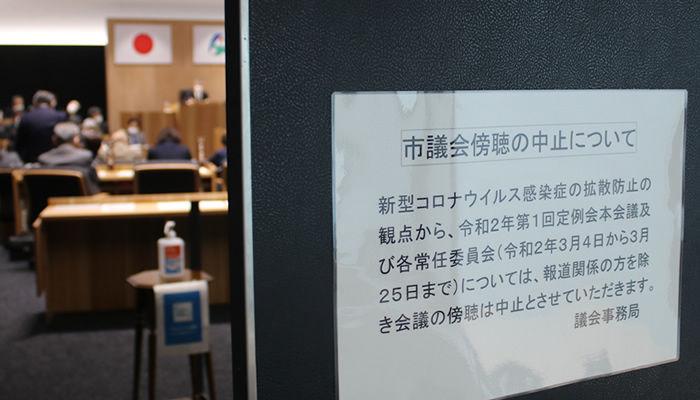 市議会傍聴の中止について
新型コロナウイルス感染症の拡散防止の
観点から、令和2年第1回定例会本会議及
び各常任委員会(令和2年3月4日から3月
25日まで)については、報道関係の方を除
き会議の傍聴は中止とさせていただきます。
議会事務局